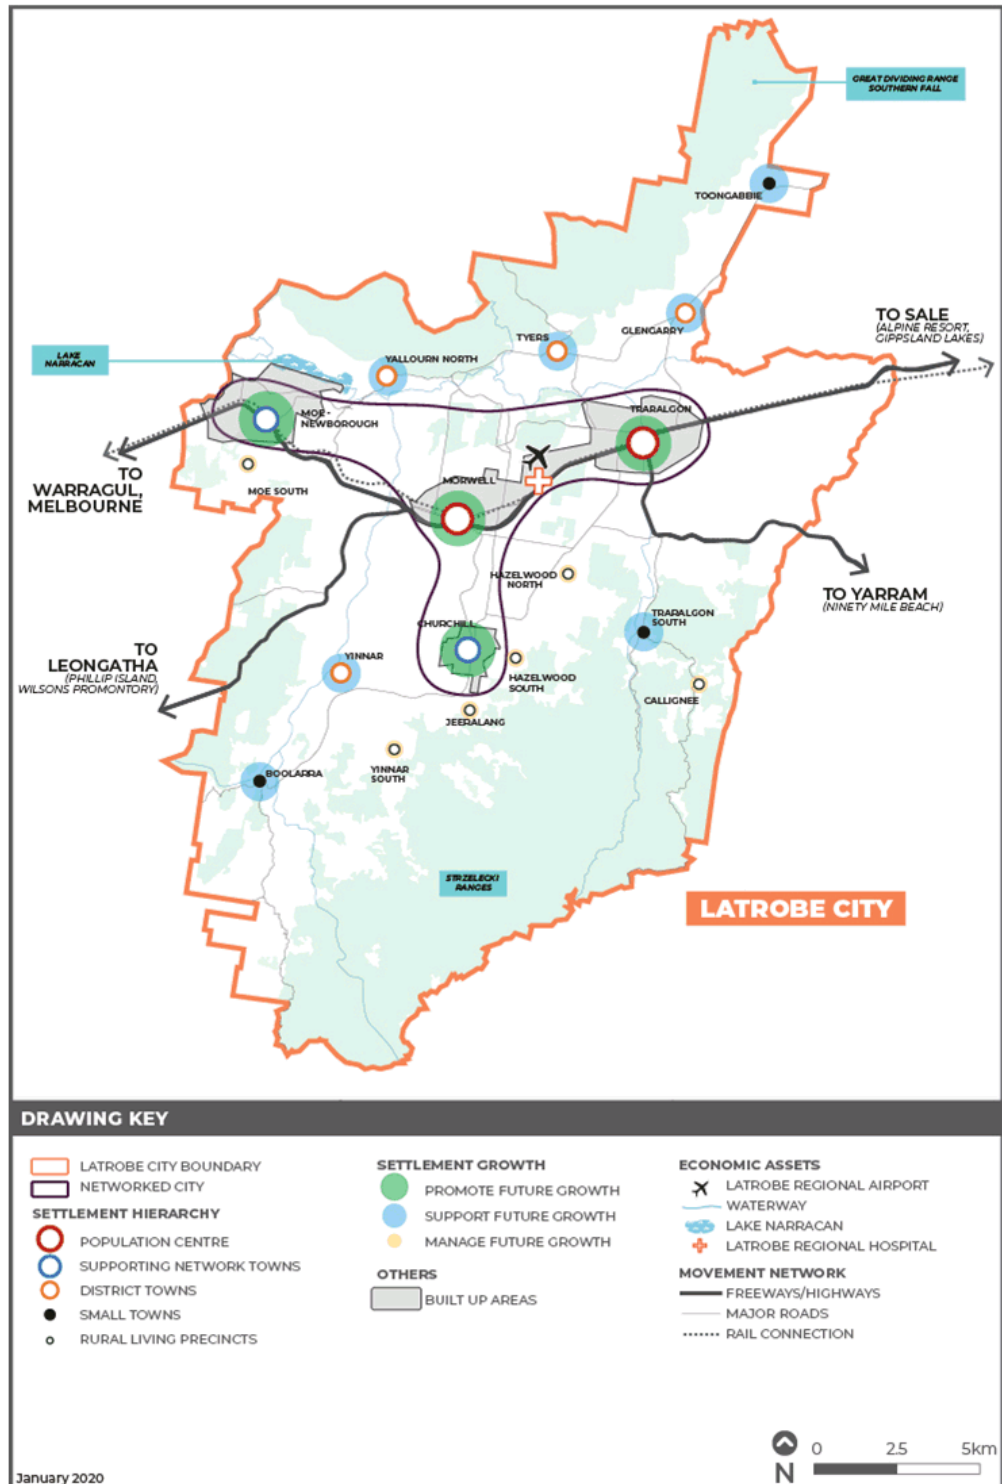 GREAT DIVIDING RANGE
SOUTHERN FALL
TOONGABBIE
TO SALE
(ALPINE RESORT,
GIPPSLAND LAKES)
GLENGARRY
TYERS
LAKE
NARRACAN
YALLOURN NORTH
MOE -
NEWBOROUGH
TRARALGON
TO
WARRAGUL,
MELBOURNE
MOE SOUTH
MORWELL
HAZELWOOD
NORTH
TO YARRAM
(NINETY MILE BEACH)
TRARALGON
SOUTH
CHURCHILL
TO
LEONGATHA
(PHILLIP ISLAND,
WILSONS PROMONTORY)
YINNAR
HAZELWOOD
SOUTH
CALLIGNEE
JEERALANG
YINNAR
SOUTH
BOOLARRA
STRZELECKI
RANGES
LATROBE CITY
DRAWING KEY
LATROBE CITY BOUNDARY
NETWORKED CITY
SETTLEMENT HIERARCHY
POPULATION CENTRE
SUPPORTING NETWORK TOWNS
DISTRICT TOWNS
SMALL TOWNS
RURAL LIVING PRECINCTS
SETTLEMENT GROWTH
PROMOTE FUTURE GROWTH
SUPPORT FUTURE GROWTH
MANAGE FUTURE GROWTH
OTHERS
BUILT UP AREAS
ECONOMIC ASSETS
LATROBE REGIONAL AIRPORT
WATERWAY
LAKE NARRACAN
LATROBE REGIONAL HOSPITAL
MOVEMENT NETWORK
FREEWAYS/HIGHWAYS
MAJOR ROADS
RAIL CONNECTION
0 2.5 5km
N
January 2020